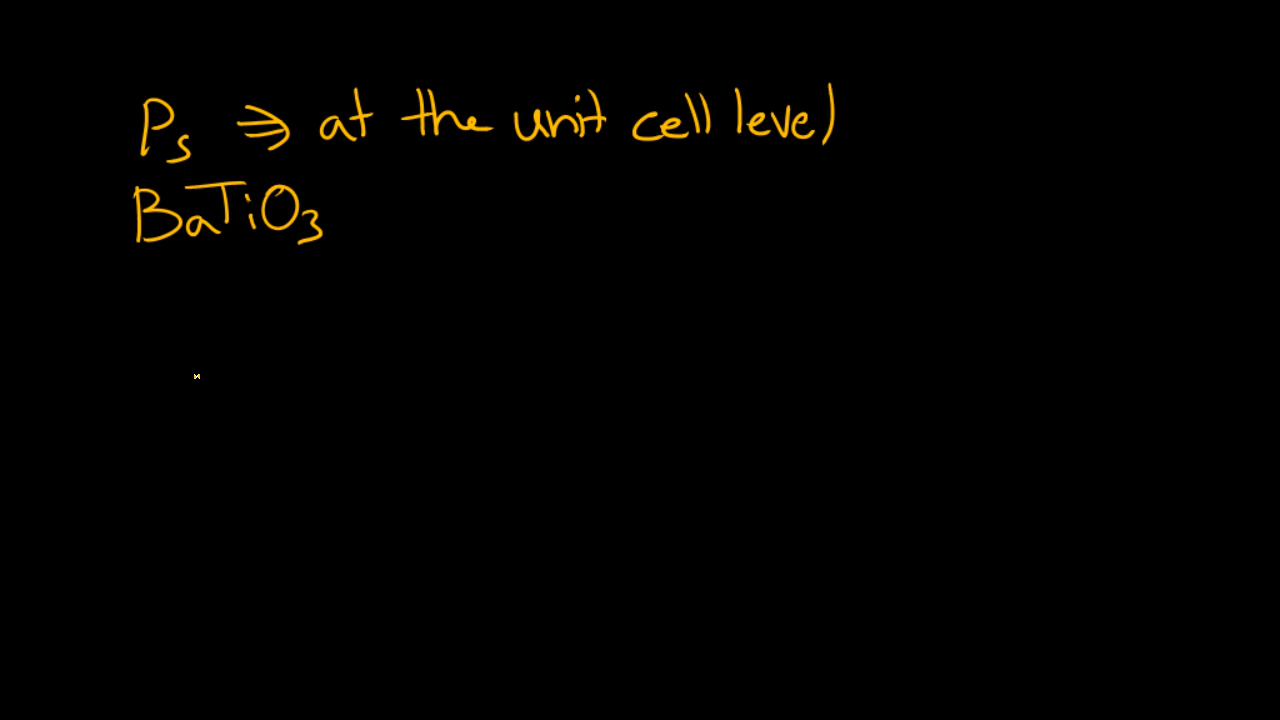 Ps ⇒ at the unit cell level
BaTiO3